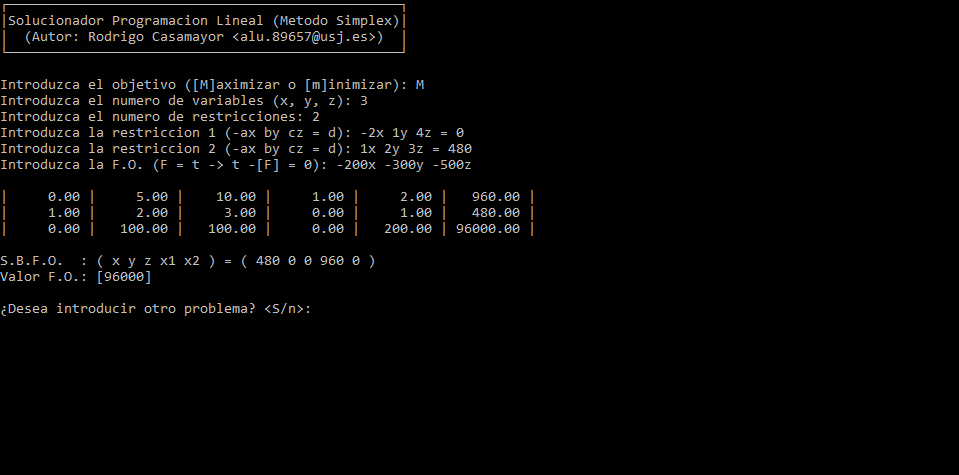 Solucionador Programacion Lineal (Metodo Simplex)
(Autor: Rodrigo Casamayor <alu.89657@usj.es>)
Introduzca el objetivo ([M]aximizar o [m]inimizar): M
Introduzca el numero de variables (x, y, z): 3
Introduzca el numero de restricciones: 2
Introduzca la restriccion 1 (-ax by cz = d): -2x 1y 4z = 0
Introduzca la restriccion 2 (-ax by cz = d): 1x 2y 3z = 480
Introduzca la F.O. (F = t -> t -[F] = 0): -200x -300y -500z
| 0.00 | 5.00 | 10.00 | 1.00 | 2.00 | 960.00 |
| 1.00 | 2.00 | 3.00 | 0.00 | 1.00 | 480.00 |
| 0.00 | 100.00 | 100.00 | 0.00 | 200.00 | 96000.00 |
S.B.F.O. : ( x y z x1 x2 ) = ( 480 0 0 960 0 )
Valor F.O.: [96000]
¿Desea introducir otro problema? <S/n>: